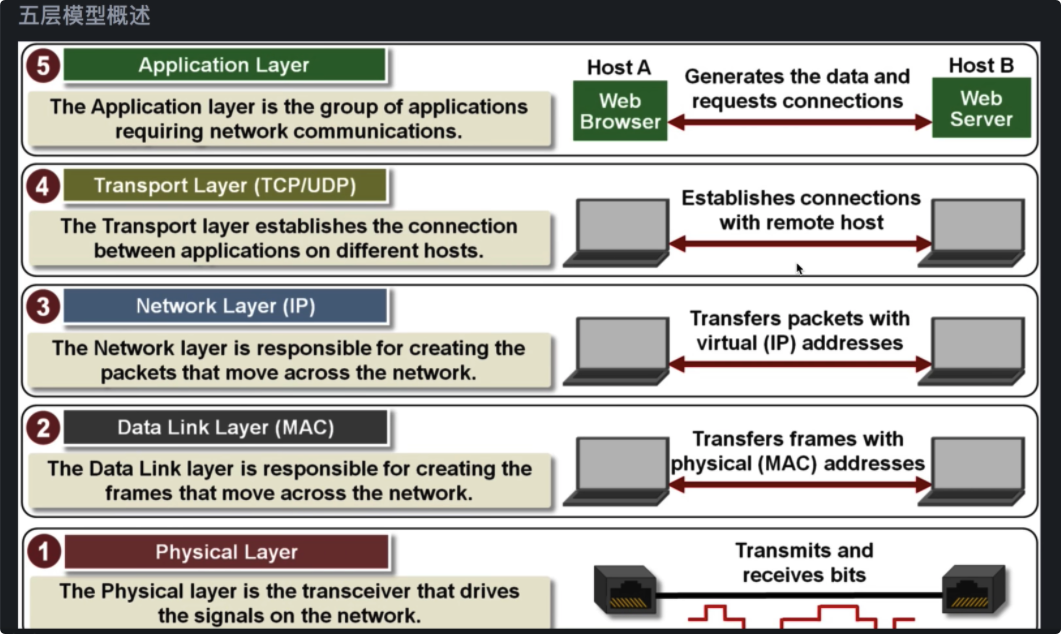 五层模型概述
5
Application Layer
The Application layer is the group of applications
requiring network communications.
Host A
Web
Browser
Generates the data and
requests connections
Host B
Web
Server
4
Transport Layer (TCP/UDP)
The Transport layer establishes the connection
between applications on different hosts.
Establishes connections
with remote host
3
Network Layer (IP)
The Network layer is responsible for creating the
packets that move across the network.
Transfers packets with
virtual (IP) addresses
2
Data Link Layer (MAC)
The Data Link layer is responsible for creating the
frames that move across the network.
Transfers frames with
physical (MAC) addresses
1
Physical Layer
The Physical layer is the transceiver that drives
the signals on the network.
Transmits and
receives bits